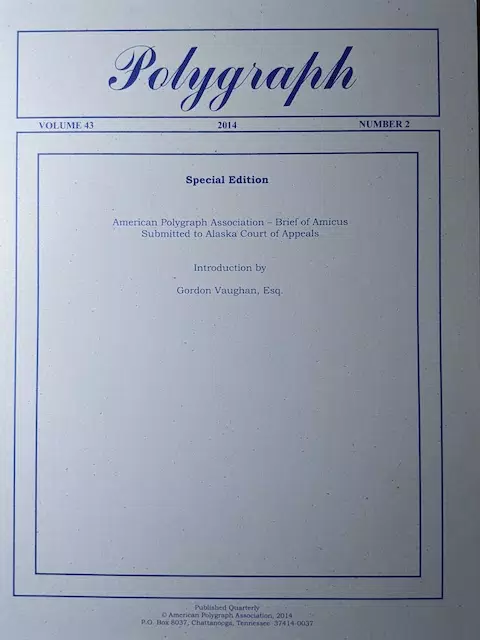 Polygraph
VOLUME 43 2014 NUMBER 2
Special Edition
American Polygraph Association – Brief of Amicus
Submitted to Alaska Court of Appeals
Introduction by
Gordon Vaughan, Esq.
Published Quarterly
© American Polygraph Association, 2014
P.O. Box 8037, Chattanooga, Tennessee 37414-0037